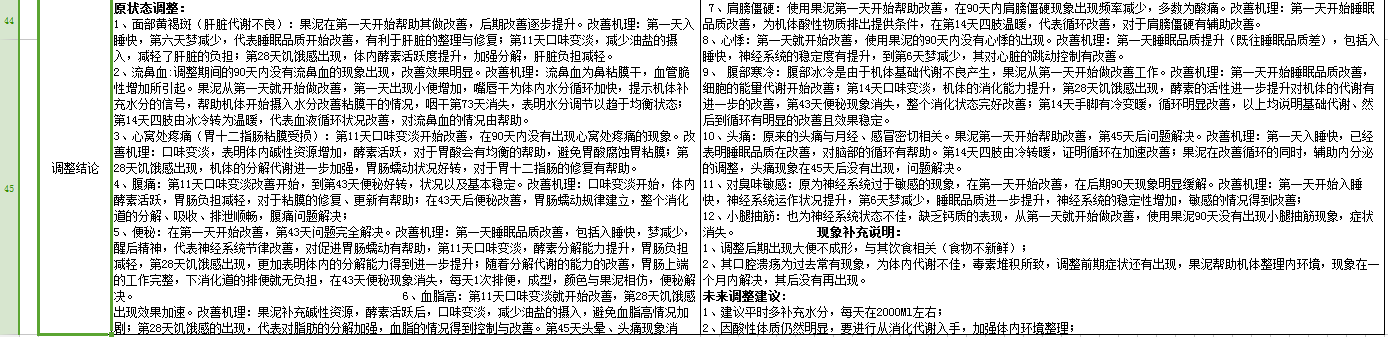 44
45
调整结论
原状态调整:
1、面部黄褐斑（肝脏代谢不良）：果泥在第一天开始帮助其做改善，后期改善逐步提升。改善机理：第一天入
睡快，第六天梦减少，代表睡眠品质开始改善，有利于肝脏的整理与修复；第11天口味变淡，减少油盐的摄
入，减轻了肝脏的负担；第28天饥饿感出现，体内酵素活跃度提升，加强分解，肝脏负担减轻。
2、流鼻血:调整期间的90天内没有流鼻血的现象出现，改善效果明显。改善机理：流鼻血为鼻粘膜干，血管脆
性增加所引起。果泥从第一天就开始做改善，第一天出现小便增加，嘴唇干为体内水分循环加快，提示机体补
充水分的信号，帮助机体开始摄入水分改善粘膜干的情况，咽干第73天消失，表明水分调节以趋于均衡状态；
第14天四肢由冰冷转为温暖，代表血液循环状况改善，对流鼻血的情况由帮助。
3、心窝处疼痛（胃十二指肠粘膜受损）：第11天口味变淡开始改善，在90天内没有出现心窝处疼痛的现象。改
善机理：口味变淡，表明体内碱性资源增加，酵素活跃，对于胃酸会有均衡的帮助，避免胃酸腐蚀胃粘膜；第
28天饥饿感出现，机体的分解代谢进一步加强，胃肠蠕动状况好转，对于胃十二指肠的修复有帮助。
4、腹痛：第11天口味变淡改善开始，到第43天便秘好转，状况以及基本稳定。改善机理：口味变淡开始，体内
酵素活跃，胃肠负担减轻，对于粘膜的修复、更新有帮助；在43天后便秘改善，胃肠蠕动规律建立，整个消化
道的分解、吸收、排泄顺畅，腹痛问题解决；
5、便秘：在第一天开始改善，第43天问题完全解决。改善机理：第一天睡眠品质改善，包括入睡快，梦减少，
醒后精神，代表神经系统节律改善，对促进胃肠蠕动有帮助，第11天口味变淡，酵素分解能力提升，胃肠负担
减轻，第28天饥饿感出现，更加表明体内的分解能力得到进一步提升；随着分解代谢的能力的改善，胃肠上端
的工作完整，下消化道的排便就无负担，在43天便秘现象消失，每天1次排便，成型，颜色与果泥相仿，便秘解
决。 6、血脂高：第11天口味变淡就开始改善，第28天饥饿感
出现效果加速。改善机理：果泥补充碱性资源，酵素活跃后，口味变淡，减少油盐的摄入，避免血脂高情况加
剧；第28天饥饿感的出现，代表对脂肪的分解加强，血脂的情况得到控制与改善。第45天头晕、头痛现象消
7、肩膀僵硬：使用果泥第一天开始帮助改善，在90天内肩膀僵硬现象出现频率减少，多数为酸痛。改善机理：第一天开始睡眠
品质改善，为机体酸性物质排出提供条件，在第14天四肢温暖，代表循环改善，对于肩膀僵硬有辅助改善。
8、心悸：第一天就开始改善，使用果泥的90天内没有心悸的出现。改善机理：第一天睡眠品质提升（既往睡眠品质差），包括入
睡快，神经系统的稳定度有提升，到第6天梦减少，其对心脏的跳动控制有改善。
9、 腹部寒冷：腹部冰冷是由于机体基础代谢不良产生，果泥从第一天开始做改善工作。改善机理：第一天开始睡眠品质改善，
细胞的能量代谢开始改善；第14天口味变淡，机体的消化能力提升，第28天饥饿感出现，酵素的活性进一步提升对机体的代谢有
进一步的改善，第43天便秘现象消失，整个消化状态完好改善；第14天手脚有冷变暖，循环明显改善，以上均说明基础代谢、然
后到循环有明显的改善且效果稳定。
10、头痛：原来的头痛与月经、感冒密切相关。果泥第一天开始帮助改善，第45天后问题解决。改善机理：第一天入睡快，已经
表明睡眠品质在改善，对脑部的循环有帮助。第14天四肢由冷转暖，证明循环在加速改善；果泥在改善循环的同时，辅助内分泌
的调整，头痛现象在45天后没有出现，问题解决。
11、对臭味敏感：原为神经系统过于敏感的现象，在第一天开始改善，在后期90天现象明显缓解。改善机理：第一天开始入睡
快，神经系统运作状况提升，第6天梦减少，睡眠品质进一步提升，神经系统的稳定性增加，敏感的情况得到改善；
12、小腿抽筋：也为神经系统状态不佳，缺乏钙质的表现，从第一天就开始做改善，使用果泥90天没有出现小腿抽筋现象，症状
消失。 现象补充说明：
1、调整后期出现大便不成形，与其饮食相关（食物不新鲜）；
2、其口腔溃疡为过去常有现象，为体内代谢不佳，毒素堆积所致，调整前期症状还有出现，果泥帮助机体整理内环境，现象在一
个月内解决，其后没有再出现。
未来调整建议：
1、建议平时多补充水分，每天在2000Ml左右；
2、因酸性体质仍然明显，要进行从消化代谢入手，加强体内环境整理；